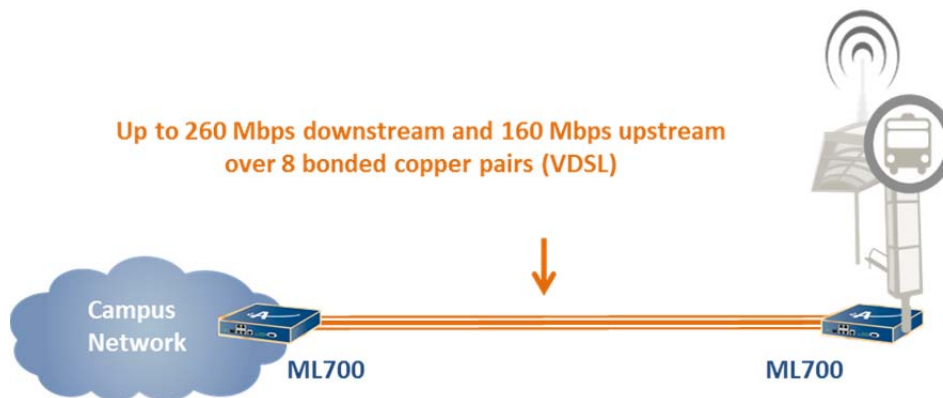 Up to 260 Mbps downstream and 160 Mbps upstream
over 8 bonded copper pairs (VDSL)
Campus
Network
ML700
ML700